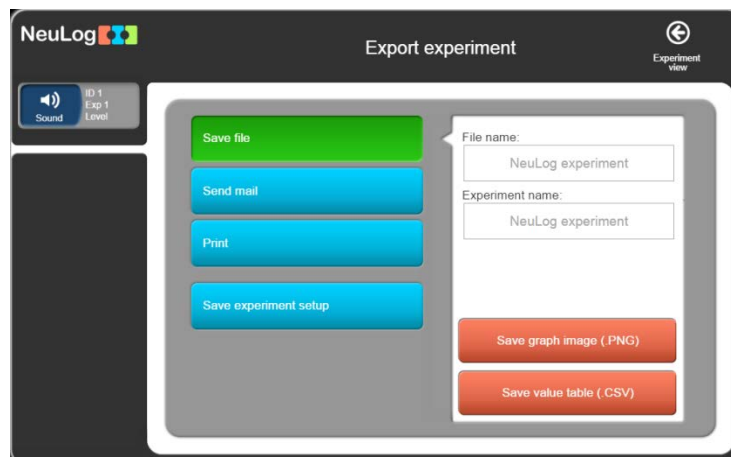 NeuLog
Export experiment
Experiment
view
Sound
ID 1
Exp 1
Level
Save file
Send mail
Print
Save experiment setup
File name:
NeuLog experiment
Experiment name:
NeuLog experiment
Save graph image (.PNG)
Save value table (.CSV)